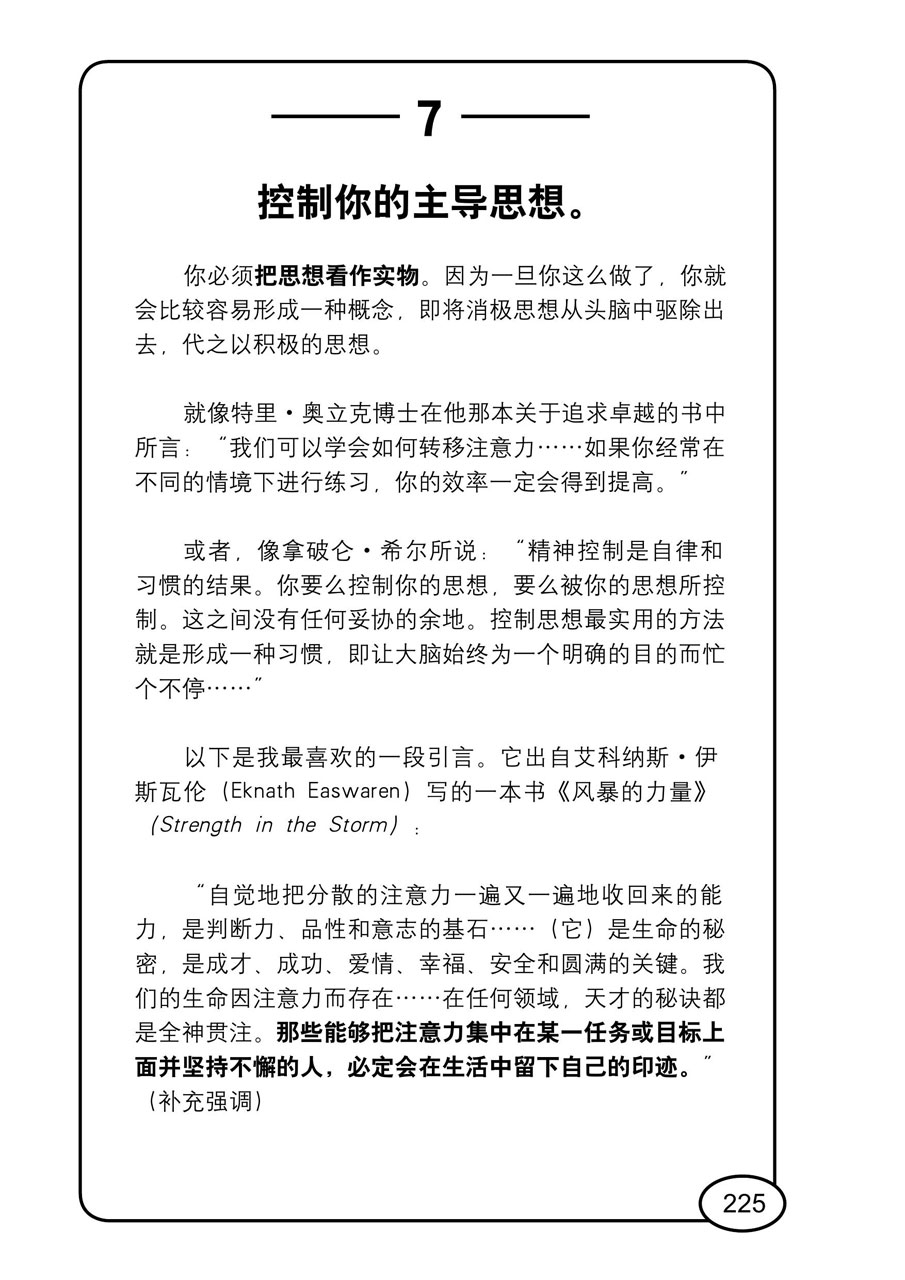 7
控制你的主导思想。
你必须把思想看作实物。因为一旦你这么做了，你就
会比较容易形成一种概念，即将消极思想从头脑中驱除出
去，代之以积极的思想。
就像特里·奥立克博士在他那本关于追求卓越的书中
所言：“我们可以学会如何转移注意力……如果你经常在
不同的情境下进行练习，你的效率一定会得到提高。”
或者，像拿破仑·希尔所说：“精神控制是自律和
习惯的结果。你要么控制你的思想，要么被你的思想所控
制。这之间没有任何妥协的余地。控制思想最实用的方法
就是形成一种习惯，即让大脑始终为一个明确的目的而忙
个不停……”
以下是我最喜欢的一段引言。它出自艾科纳斯·伊
斯瓦伦（Eknath Easwaren）写的一本书《风暴的力量》
（Strength in the Storm）：
“自觉地把分散的注意力一遍又一遍地收回来的能
力，是判断力、品性和意志的基石……（它）是生命的秘
密，是成才、成功、爱情、幸福、安全和圆满的关键。我
们的生命因注意力而存在……在任何领域，天才的秘诀都
是全神贯注。那些能够把注意力集中在某一任务或目标上
面并坚持不懈的人，必定会在生活中留下自己的印迹。”
（补充强调）
225